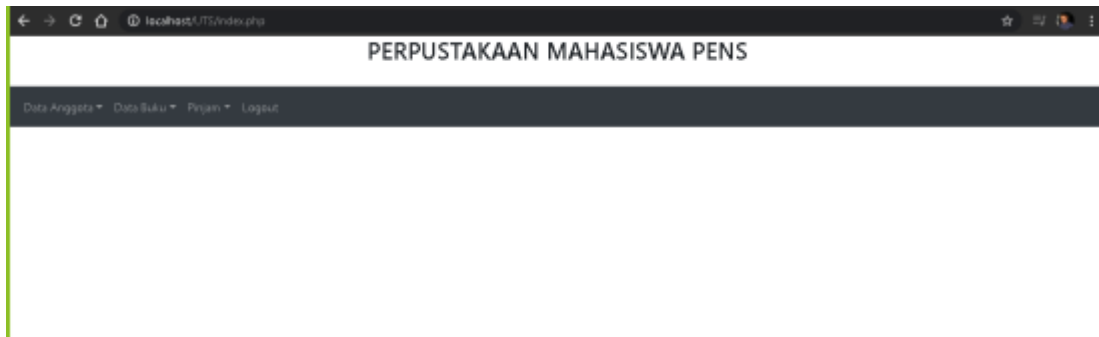 localhost/UTS/index.php
PERPUSTAKAAN MAHASISWA PENS
Data Anggota Data Buku Pinjam Logout